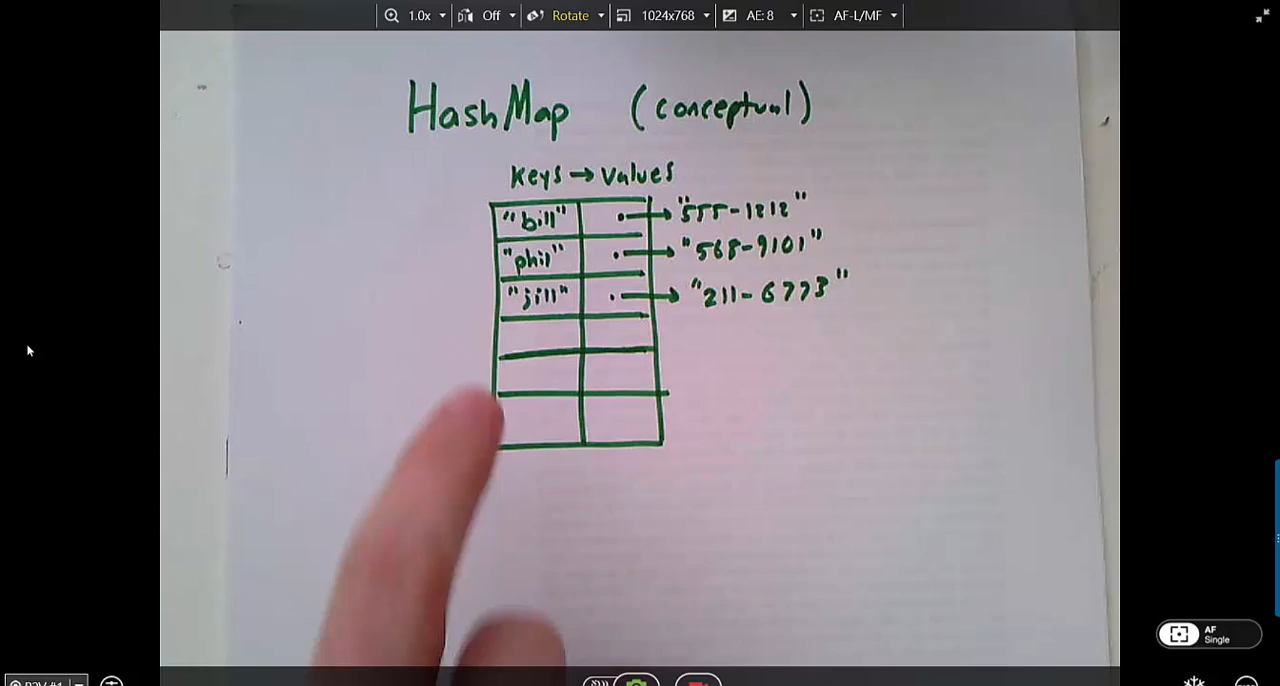 1.0x Off Rotate 1024x768 AE: 8 AF-L/MF
HashMap (conceptual)
keys → values
"bill" "555-1212"
"phil" "568-9101"
"jill" "211-6773"
AF
Single